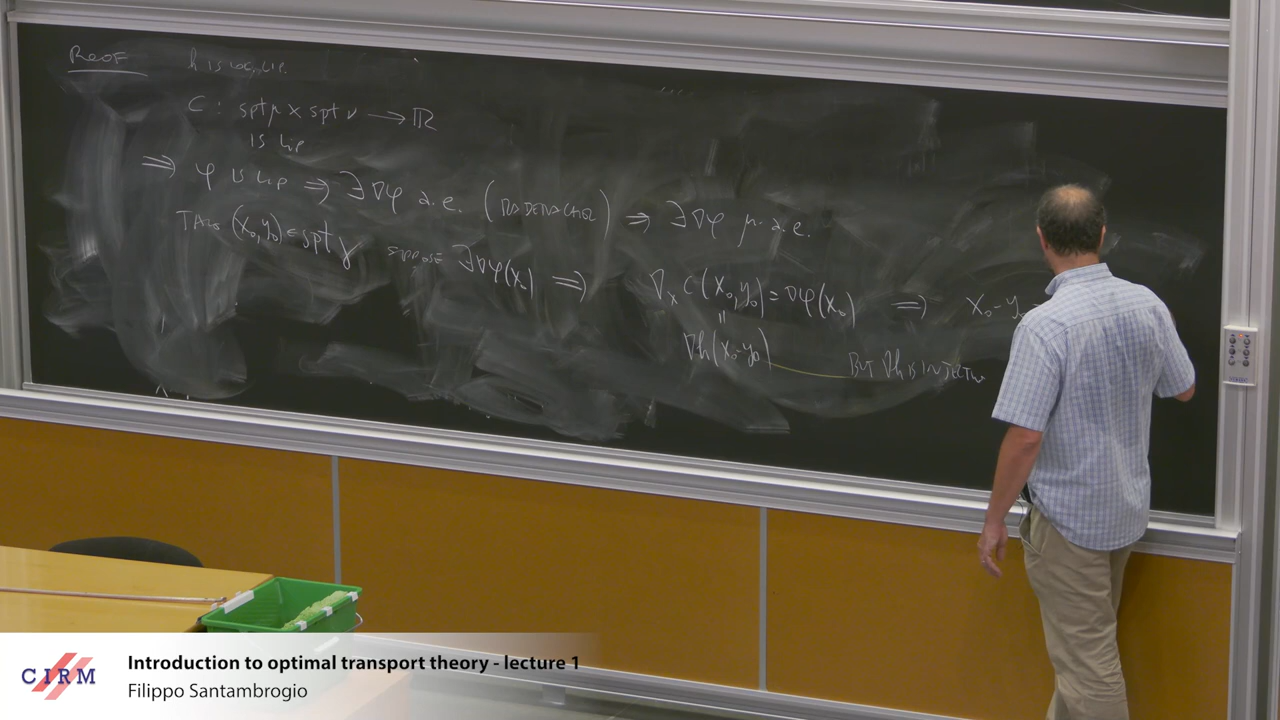 PROOF h is loc. Lip.
C : spt μ × spt ν → ℝ
is Lip
⇒ φ is Lip ⇒ ∃∇φ a.e. (RADEMACHER) ⇒ ∃∇φ μ-a.e.
TAKE (x₀,y₀) ∈ spt γ SUPPOSE ∃∇φ(x₀) ⇒ ∇ₓ C(x₀,y₀) = ∇φ(x₀) ⇒ x₀ - y₀ =
||
∇h(x₀-y₀) BUT ∇h IS INJECTIVE
CIRM
Introduction to optimal transport theory - lecture 1
Filippo Santambrogio